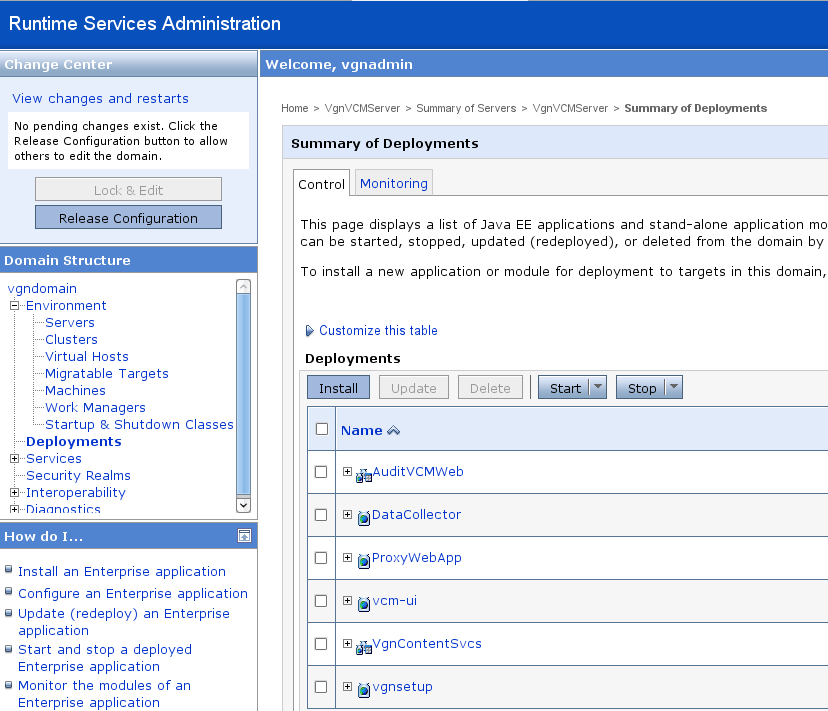 Runtime Services Administration
Change Center
View changes and restarts
No pending changes exist. Click the
Release Configuration button to allow
others to edit the domain.
Lock & Edit
Release Configuration
Domain Structure
vgndomain
Environment
Servers
Clusters
Virtual Hosts
Migratable Targets
Machines
Work Managers
Startup & Shutdown Classes
Deployments
Services
Security Realms
Interoperability
Diagnostics
How do I...
Install an Enterprise application
Configure an Enterprise application
Update (redeploy) an Enterprise
application
Start and stop a deployed
Enterprise application
Monitor the modules of an
Enterprise application
Welcome, vgnadmin
Home > VgnVCMServer > Summary of Servers > VgnVCMServer > Summary of Deployments
Summary of Deployments
Control Monitoring
This page displays a list of Java EE applications and stand-alone application mo
can be started, stopped, updated (redeployed), or deleted from the domain by
To install a new application or module for deployment to targets in this domain,
Customize this table
Deployments
Install Update Delete Start Stop
Name
AuditVCMWeb
DataCollector
ProxyWebApp
vcm-ui
VgnContentSvcs
vgnsetup